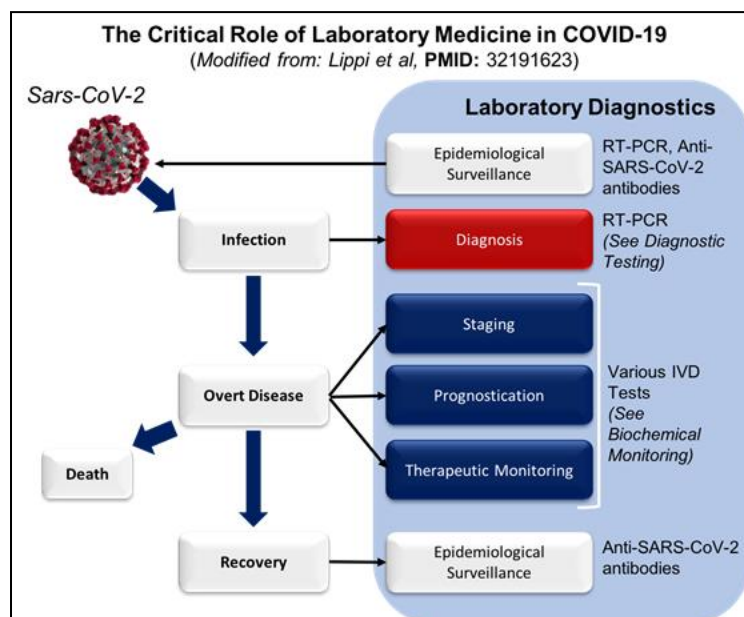 The Critical Role of Laboratory Medicine in COVID-19
(Modified from: Lippi et al, PMID: 32191623)
Sars-CoV-2
Laboratory Diagnostics
Epidemiological
Surveillance
RT-PCR, Anti-
SARS-CoV-2
antibodies
Infection
Diagnosis
RT-PCR
(See Diagnostic
Testing)
Staging
Overt Disease
Prognostication
Various IVD
Tests
(See
Biochemical
Monitoring)
Therapeutic Monitoring
Death
Recovery
Epidemiological
Surveillance
Anti-SARS-CoV-2
antibodies